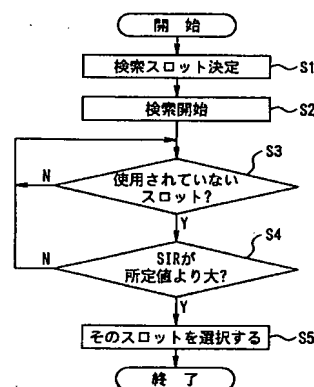 開 始
検索スロット決定
S1
検索開始
S2
S3
使用されていない
スロット?
N
Y
S4
SIRが
所定値より大?
N
Y
そのスロットを選択する
S5
終 了